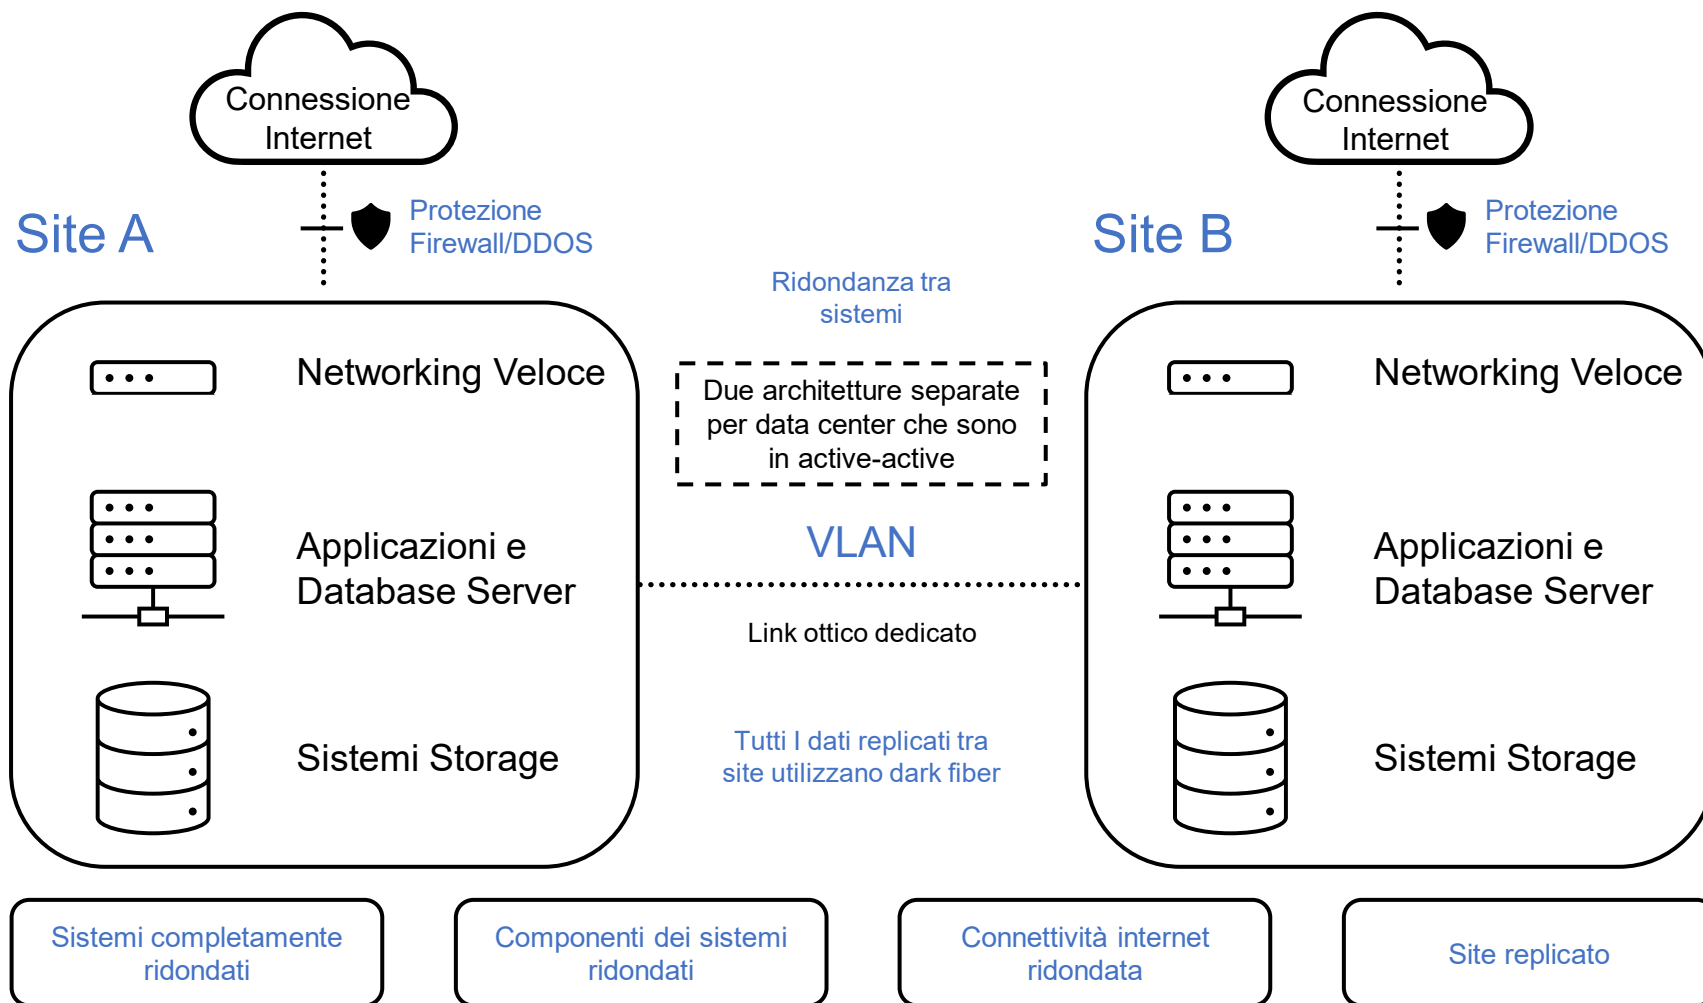 Connessione
Internet
Connessione
Internet
Site A
Protezione
Firewall/DDOS
Site B
Protezione
Firewall/DDOS
Ridondanza tra
sistemi
Networking Veloce
Due architetture separate
per data center che sono
in active-active
Networking Veloce
Applicazioni e
Database Server
VLAN
Link ottico dedicato
Applicazioni e
Database Server
Sistemi Storage
Tutti I dati replicati tra
site utilizzano dark fiber
Sistemi Storage
Sistemi completamente
ridondati
Componenti dei sistemi
ridondati
Connettività internet
ridondata
Site replicato